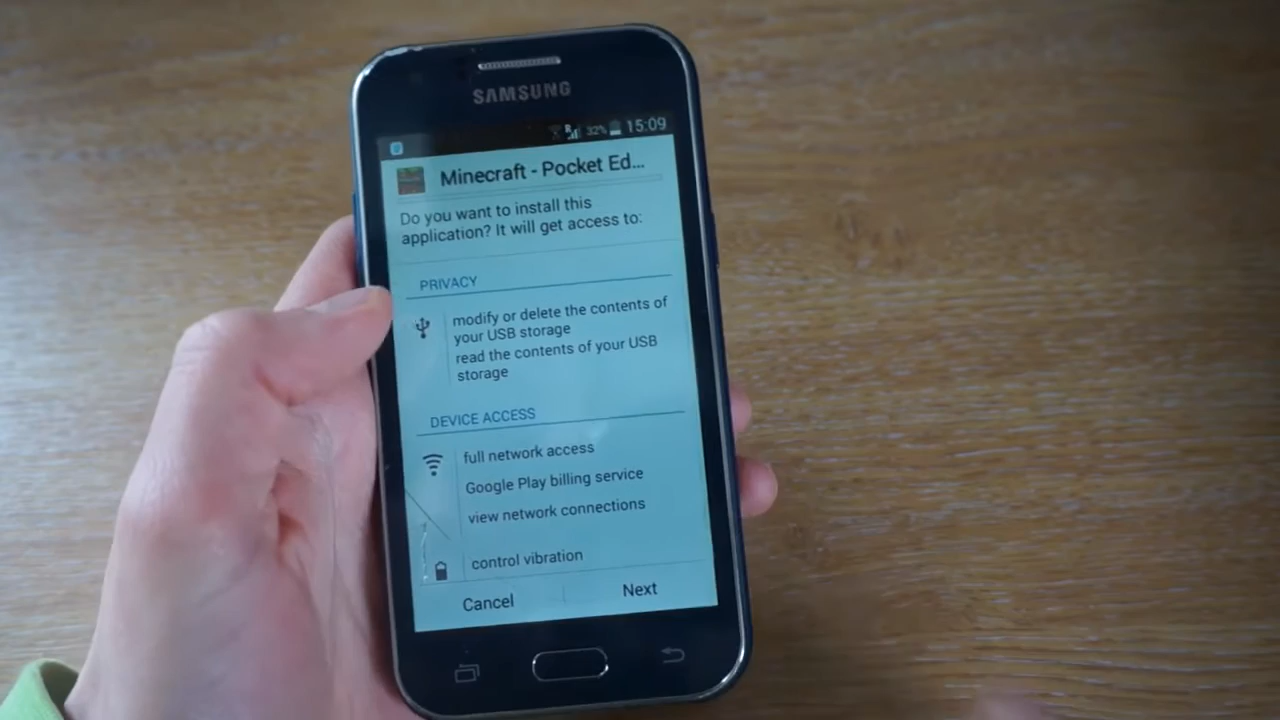 SAMSUNG
R 32% 15:09
Minecraft - Pocket Ed...
Do you want to install this
application? It will get access to:
PRIVACY
modify or delete the contents of
your USB storage
read the contents of your USB
storage
DEVICE ACCESS
full network access
Google Play billing service
view network connections
control vibration
Cancel Next